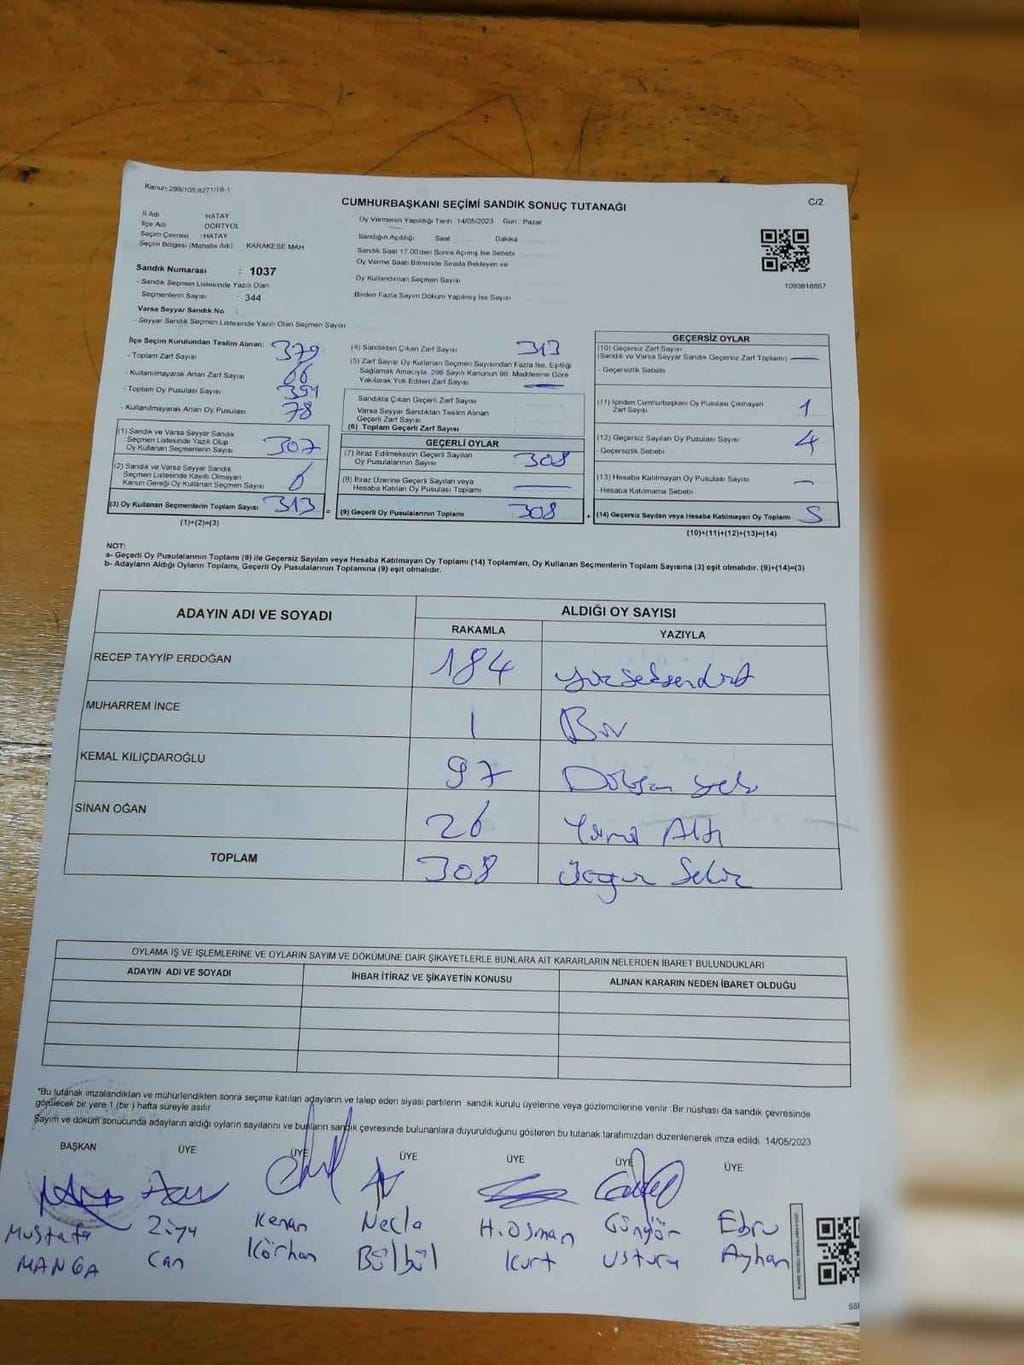 Kanun:298/105,6271/18-1
CUMHURBAŞKANI SEÇİMİ SANDIK SONUÇ TUTANAĞI
C/2
İl Adı HATAY
İlçe Adı DÖRTYOL
Seçim Çevresi : HATAY
Seçim Bölgesi (Mahalle Adı) KARAKESE MAH
Sandık Numarası : 1037
- Sandık Seçmen Listesinde Yazılı Olan
Seçmenlerin Sayısı : 344
Varsa Seyyar Sandık No
- Seyyar Sandık Seçmen Listesinde Yazılı Olan Seçmen Sayısı
Oy Vermenin Yapıldığı Tarih 14/05/2023 Gün Pazar
Sandığın Açıldığı Saat Dakika
Sandık Saat 17.00'den Sonra Açılmış İse Sebebi
Oy Verme Saati Bitiminde Sırada Bekleyen ve
Oy Kullandırılan Seçmen Sayısı
Birden Fazla Sayım Döküm Yapılmış İse Sayısı
1093818857
İlçe Seçim Kurulundan Teslim Alınan:
- Toplam Zarf Sayısı 379
- Kullanılmayarak Artan Zarf Sayısı 66
- Toplam Oy Pusulası Sayısı
- Kullanılmayarak Artan Oy Pusulası 78
(1) Sandık ve Varsa Seyyar Sandık
Seçmen Listesinde Yazılı Olup
Oy Kullanan Seçmenlerin Sayısı 307
(2) Sandık ve Varsa Seyyar Sandık
Seçmen Listesinde Kayıtlı Olmayan
Kanun Gereği Oy Kullanan Seçmen Sayısı 6
(3) Oy Kullanan Seçmenlerin Toplam Sayısı 313 =
(1)+(2)=(3)
(4) Sandıktan Çıkan Zarf Sayısı 313
(5) Zarf Sayısı Oy Kullanan Seçmen Sayısından Fazla İse, Eşitliği
Sağlamak Amacıyla, 298 Sayılı Kanunun 98. Maddesine Göre
Yakılarak Yok Edilen Zarf Sayısı —
Sandıkta Çıkan Geçerli Zarf Sayısı
Varsa Seyyar Sandıktan Teslim Alınan
Geçerli Zarf Sayısı
(6) Toplam Geçerli Zarf Sayısı
GEÇERLİ OYLAR
(7) İtiraz Edilmeksizin Geçerli Sayılan
Oy Pusulalarının Sayısı 308
(8) İtiraz Üzerine Geçerli Sayılan veya
Hesaba Katılan Oy Pusulası Toplamı —
(9) Geçerli Oy Pusulalarının Toplamı 308 +
GEÇERSİZ OYLAR
(10) Geçersiz Zarf Sayısı
(Sandık ve Varsa Seyyar Sandık Geçersiz Zarf Toplamı) —
- Geçersizlik Sebebi
(11) İçinden Cumhurbaşkanı Oy Pusulası Çıkmayan
Zarf Sayısı 1
(12) Geçersiz Sayılan Oy Pusulası Sayısı 4
- Geçersizlik Sebebi
(13) Hesaba Katılmayan Oy Pusulası Sayısı —
- Hesaba Katılmama Sebebi
(14) Geçersiz Sayılan veya Hesaba Katılmayan Oy Toplamı 5
(10)+(11)+(12)+(13)=(14)
NOT:
a- Geçerli Oy Pusulalarının Toplamı (9) ile Geçersiz Sayılan veya Hesaba Katılmayan Oy Toplamı (14) Toplamları, Oy Kullanan Seçmenlerin Toplam Sayısına (3) eşit olmalıdır. (9)+(14)=(3)
b- Adayların Aldığı Oyların Toplamı, Geçerli Oy Pusulalarının Toplamına (9) eşit olmalıdır.
ADAYIN ADI VE SOYADI ALDIĞI OY SAYISI
RAKAMLA YAZIYLA
RECEP TAYYİP ERDOĞAN 184 yüzseksendört
MUHARREM İNCE 1 Bir
KEMAL KILIÇDAROĞLU 97 Doksan yedi
SİNAN OĞAN 26 Yirmi Altı
TOPLAM 308 üçyüz Sekiz
OYLAMA İŞ VE İŞLEMLERİNE VE OYLARIN SAYIM VE DÖKÜMÜNE DAİR ŞİKAYETLERLE BUNLARA AİT KARARLARIN NELERDEN İBARET BULUNDUKLARI
ADAYIN ADI VE SOYADI İHBAR İTİRAZ VE ŞİKAYETİN KONUSU ALINAN KARARIN NEDEN İBARET OLDUĞU
*Bu tutanak imzalandıktan ve mühürlendikten sonra seçime katılan adayların ve talep eden siyasi partilerin sandık kurulu üyelerine veya gözlemcilerine verilir. Bir nüshası da sandık çevresinde
görülecek bir yere 1 (bir) hafta süreyle asılır
Sayım ve döküm sonucunda adayların aldığı oyların sayılarını ve bunların sandık çevresinde bulunanlara duyurulduğunu gösteren bu tutanak tarafımızdan düzenlenerek imza edildi. 14/05/2023
BAŞKAN ÜYE ÜYE ÜYE ÜYE ÜYE ÜYE
Mustafa Ziya Kenan Necla H.Osman Güngör Ebru
MANGA Can Körhan Bülbül Kurt Ustura Ayhan